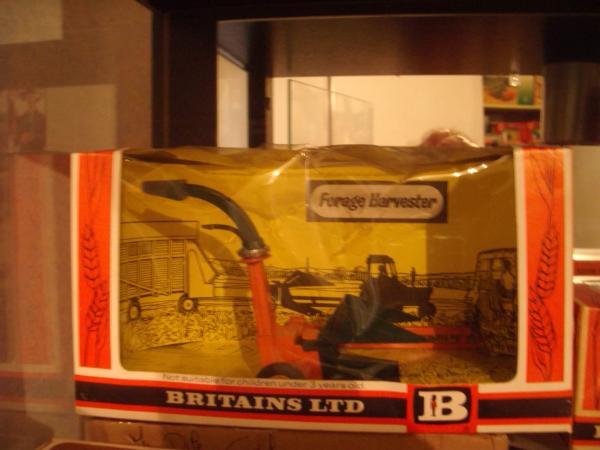 Forage Harvester
Not suitable for children under 3 years old.
BRITAINS LTD
B